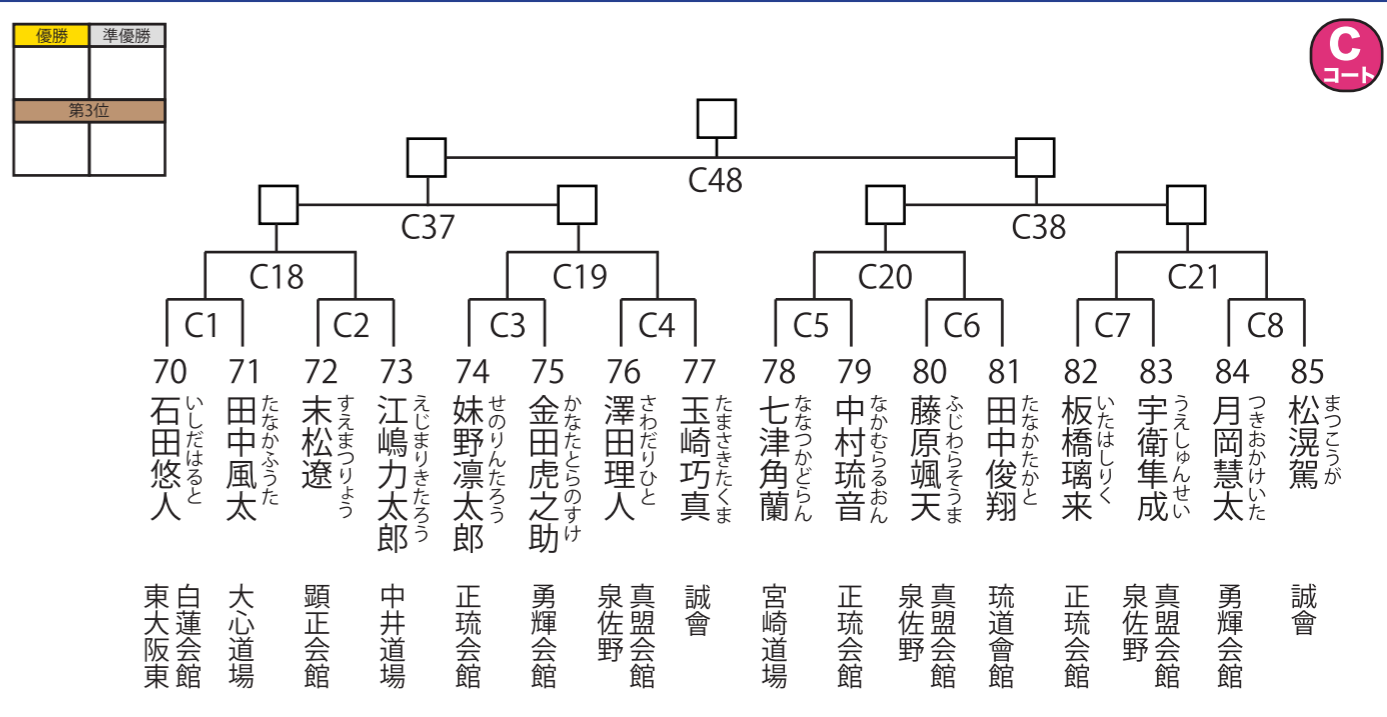 優勝 準優勝
第3位
C
コート
C48
C37 C38
C18 C19 C20 C21
C1 C2 C3 C4 C5 C6 C7 C8
70 71 72 73 74 75 76 77 78 79 80 81 82 83 84 85
石田悠人
いしだはると
田中風太
たなかふうた
末松遼
すえまつりょう
江嶋力太郎
えじまりきたろう
妹野凛太郎
せのりんたろう
金田虎之助
かなたとらのすけ
澤田理人
さわだりひと
玉崎巧真
たまさきたくま
七津角蘭
ななつかどらん
中村琉音
なかむらるおん
藤原颯天
ふじわらそうま
田中俊翔
たなかたかと
板橋璃来
いたはしりく
宇衛隼成
うえしゅんせい
月岡慧太
つきおかけいた
松滉駕
まつこうが
白蓮会館
東大阪東
大心道場
顕正会館
中井道場
正琉会館
勇輝会館
真盟会館
泉佐野
誠會
宮崎道場
正琉会館
真盟会館
泉佐野
琉道會館
正琉会館
真盟会館
泉佐野
勇輝会館
誠會